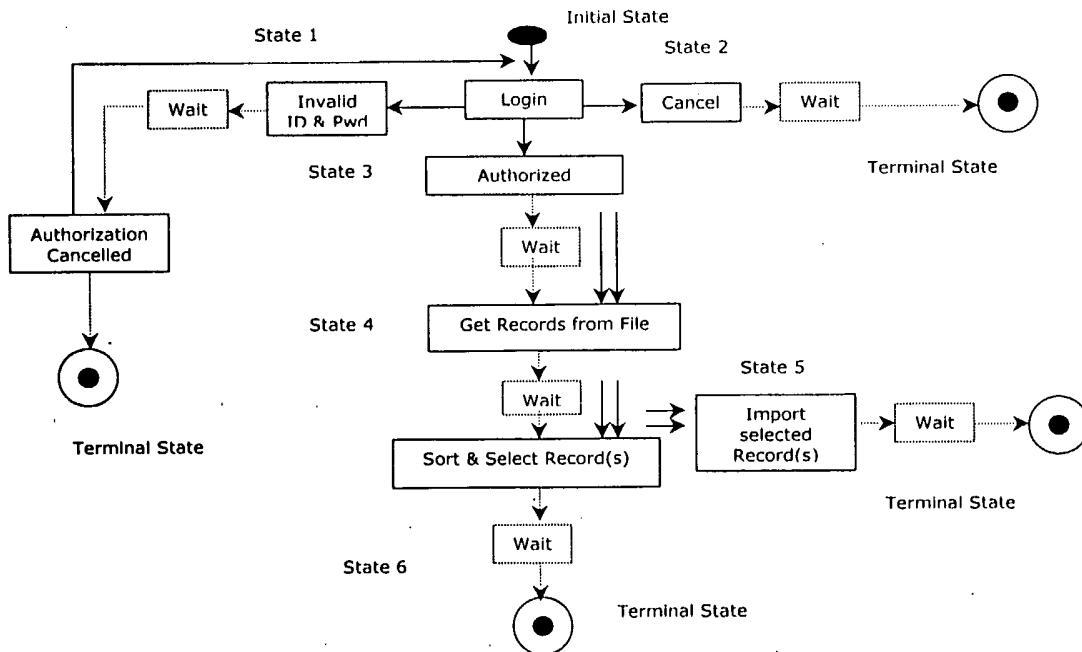 Initial State
State 1
State 2
Wait
Invalid
ID & Pwd
Login
Cancel
Wait
Terminal State
State 3
Authorized
Authorization
Cancelled
Wait
State 4
Get Records from File
State 5
Wait
Import
selected
Record(s)
Wait
Terminal State
Sort & Select Record(s)
Terminal State
Wait
State 6
Terminal State